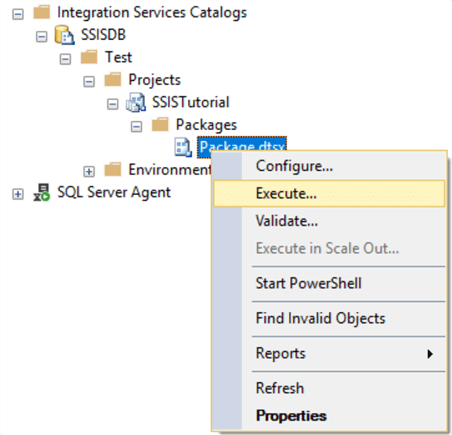 Integration Services Catalogs
SSISDB
Test
Projects
SSISTutorial
Packages
Package.dtsx
Environment
SQL Server Agent
Configure...
Execute...
Validate...
Execute in Scale Out...
Start PowerShell
Find Invalid Objects
Reports
Refresh
Properties